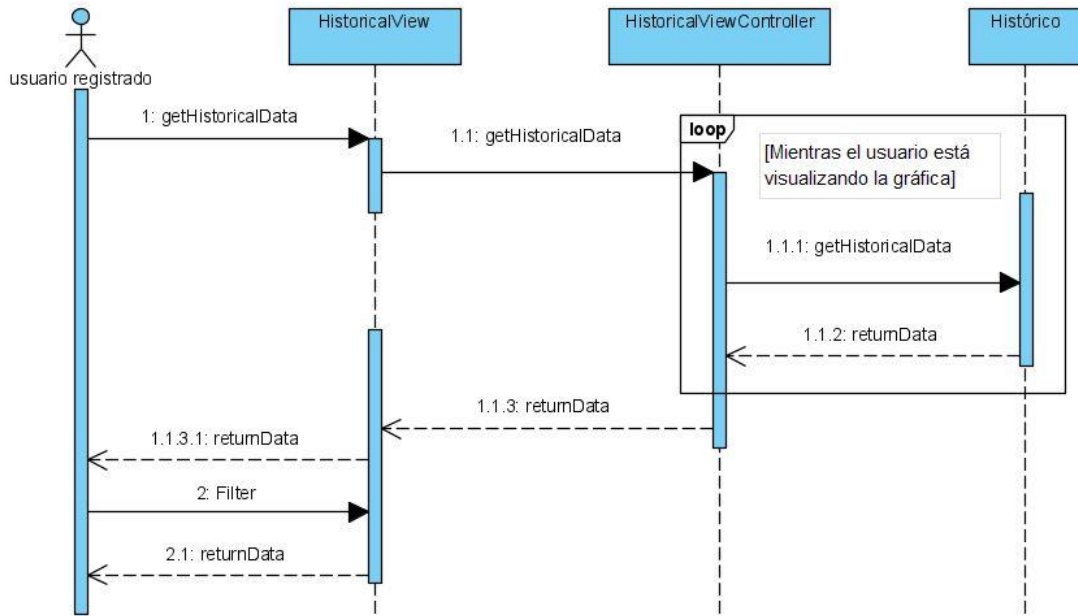 HistoricalView
HistoricalViewController
Histórico
usuario registrado
1: getHistoricalData
1.1: getHistoricalData
loop
[Mientras el usuario está
visualizando la gráfica]
1.1.1: getHistoricalData
1.1.2: returnData
1.1.3: returnData
1.1.3.1: returnData
2: Filter
2.1: returnData